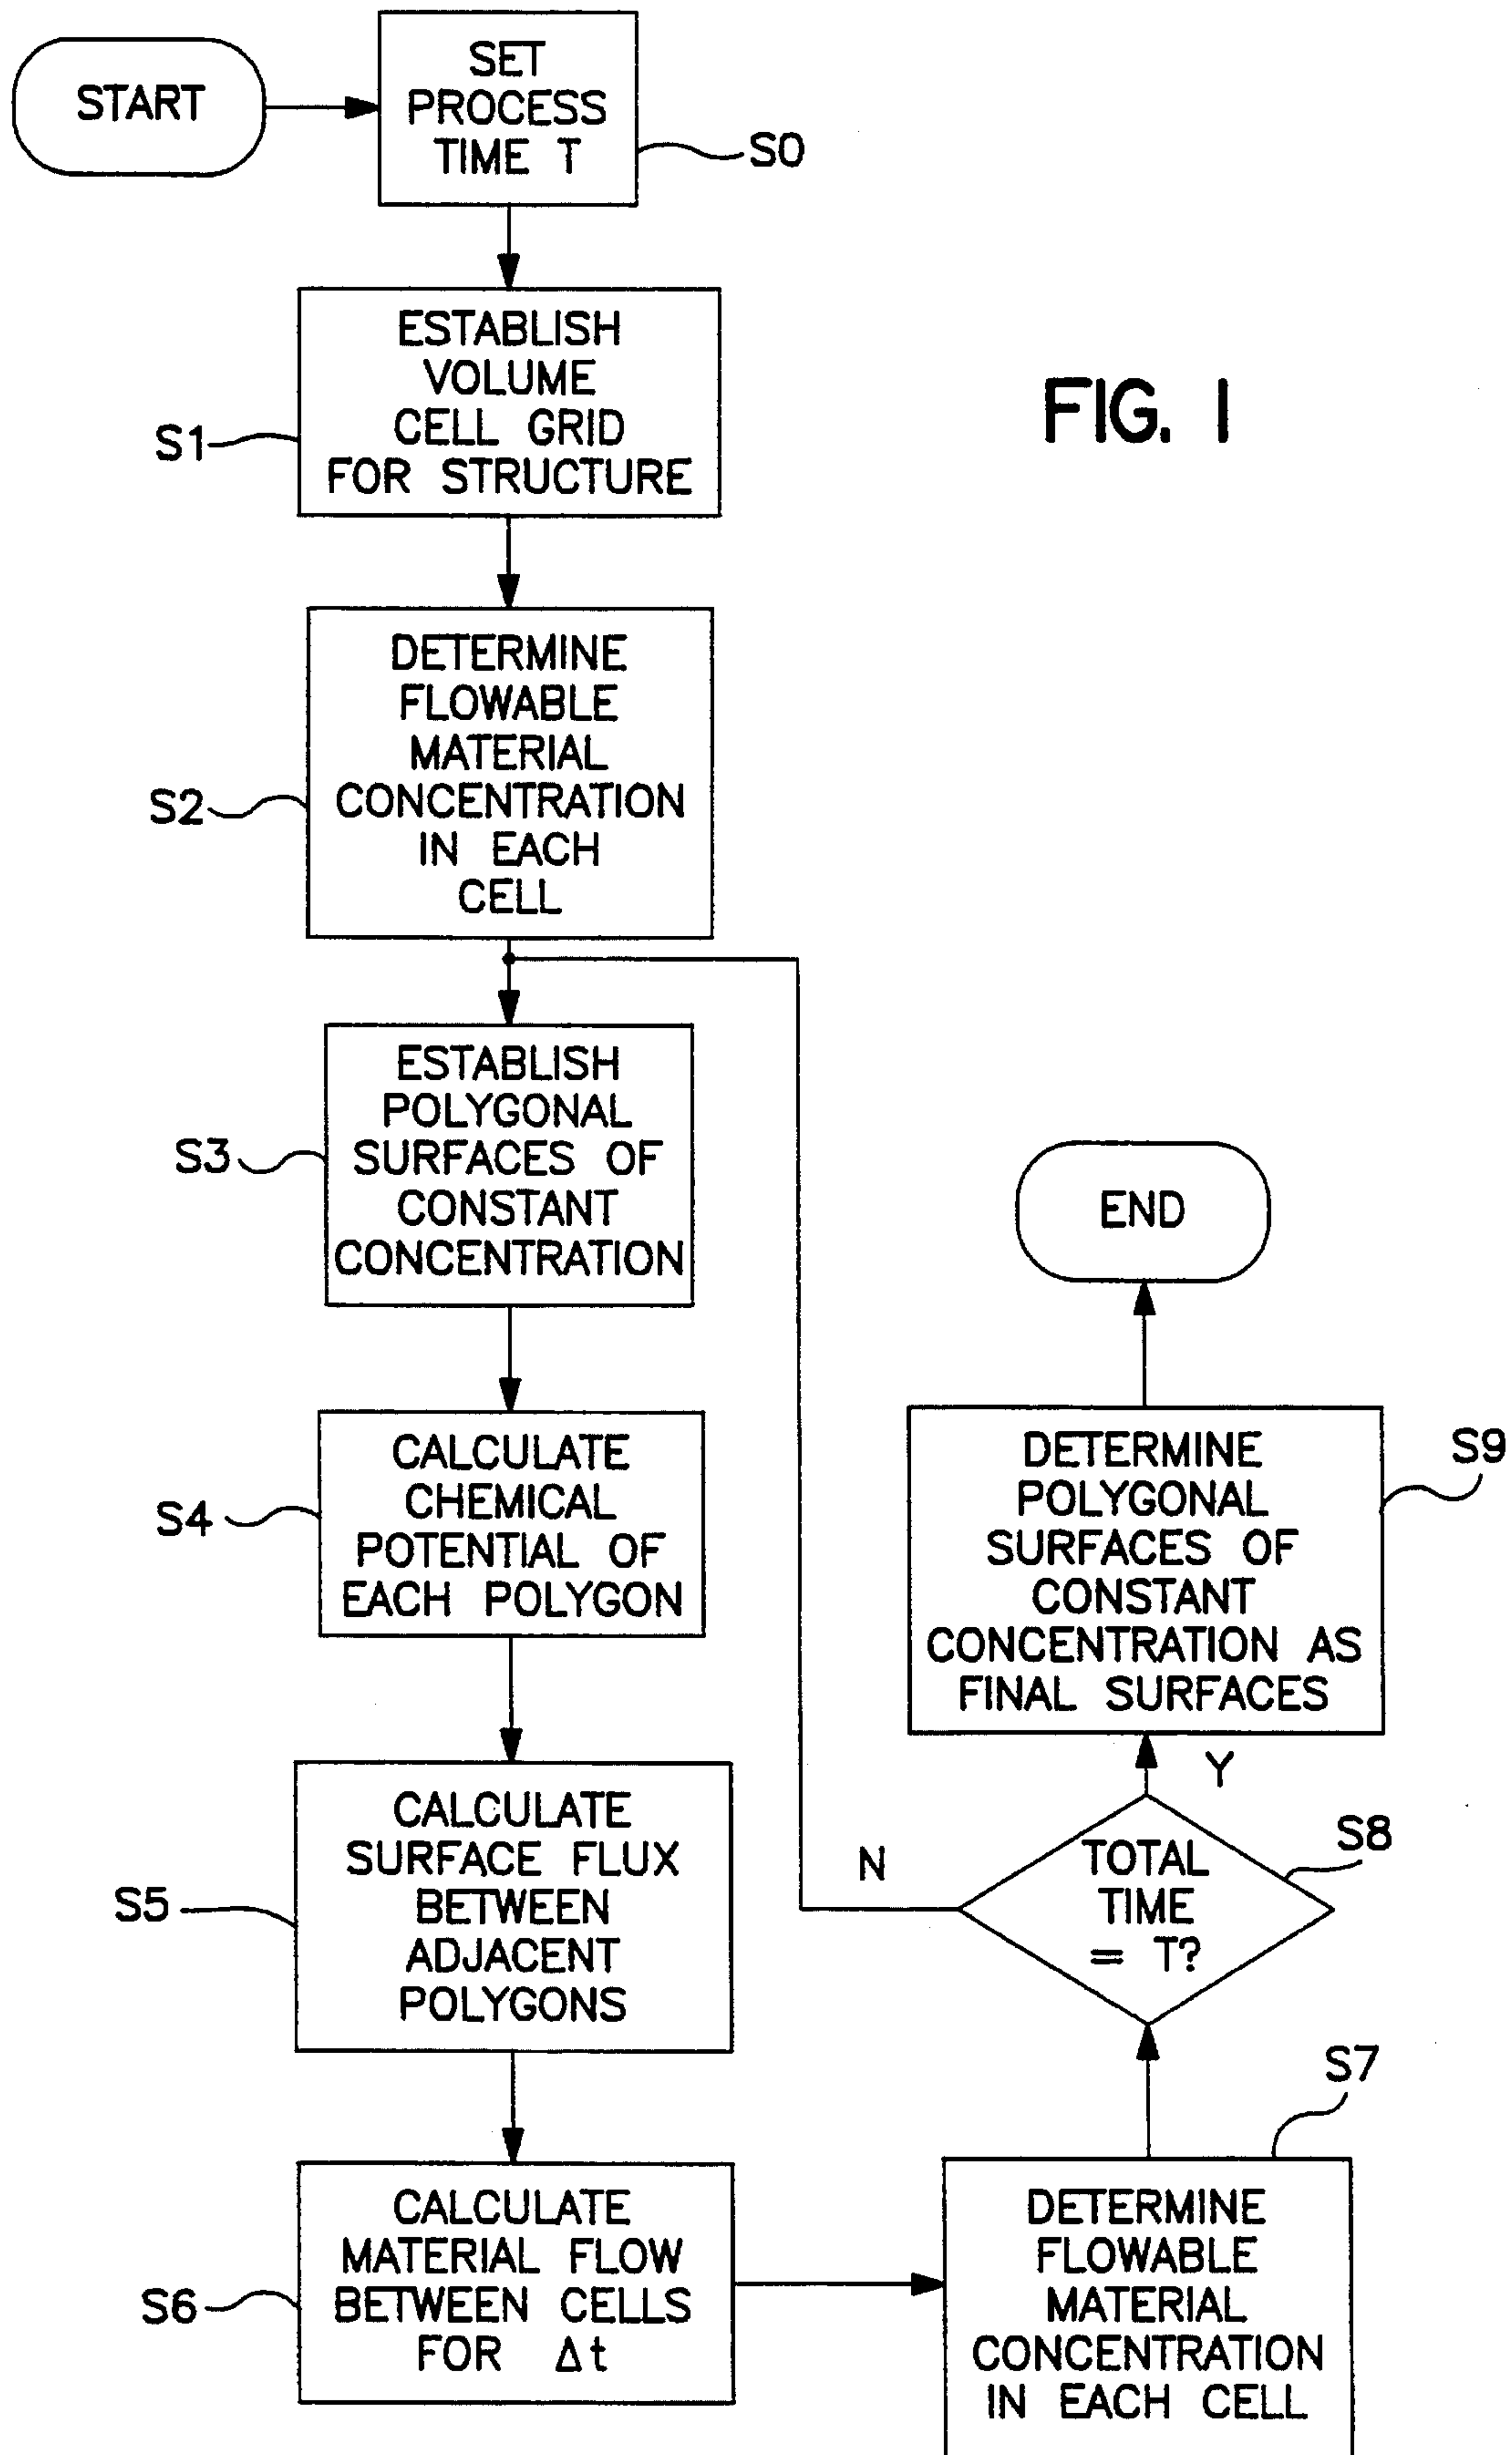 START
SET
PROCESS
TIME T
S0
ESTABLISH
VOLUME
CELL GRID
FOR STRUCTURE
S1
FIG. 1
DETERMINE
FLOWABLE
MATERIAL
CONCENTRATION
IN EACH
CELL
S2
ESTABLISH
POLYGONAL
SURFACES OF
CONSTANT
CONCENTRATION
S3
CALCULATE
CHEMICAL
POTENTIAL OF
EACH POLYGON
S4
CALCULATE
SURFACE FLUX
BETWEEN
ADJACENT
POLYGONS
S5
CALCULATE
MATERIAL FLOW
BETWEEN CELLS
FOR Δt
S6
DETERMINE
FLOWABLE
MATERIAL
CONCENTRATION
IN EACH CELL
S7
TOTAL
TIME
= T?
S8
N
Y
DETERMINE
POLYGONAL
SURFACES OF
CONSTANT
CONCENTRATION AS
FINAL SURFACES
S9
END